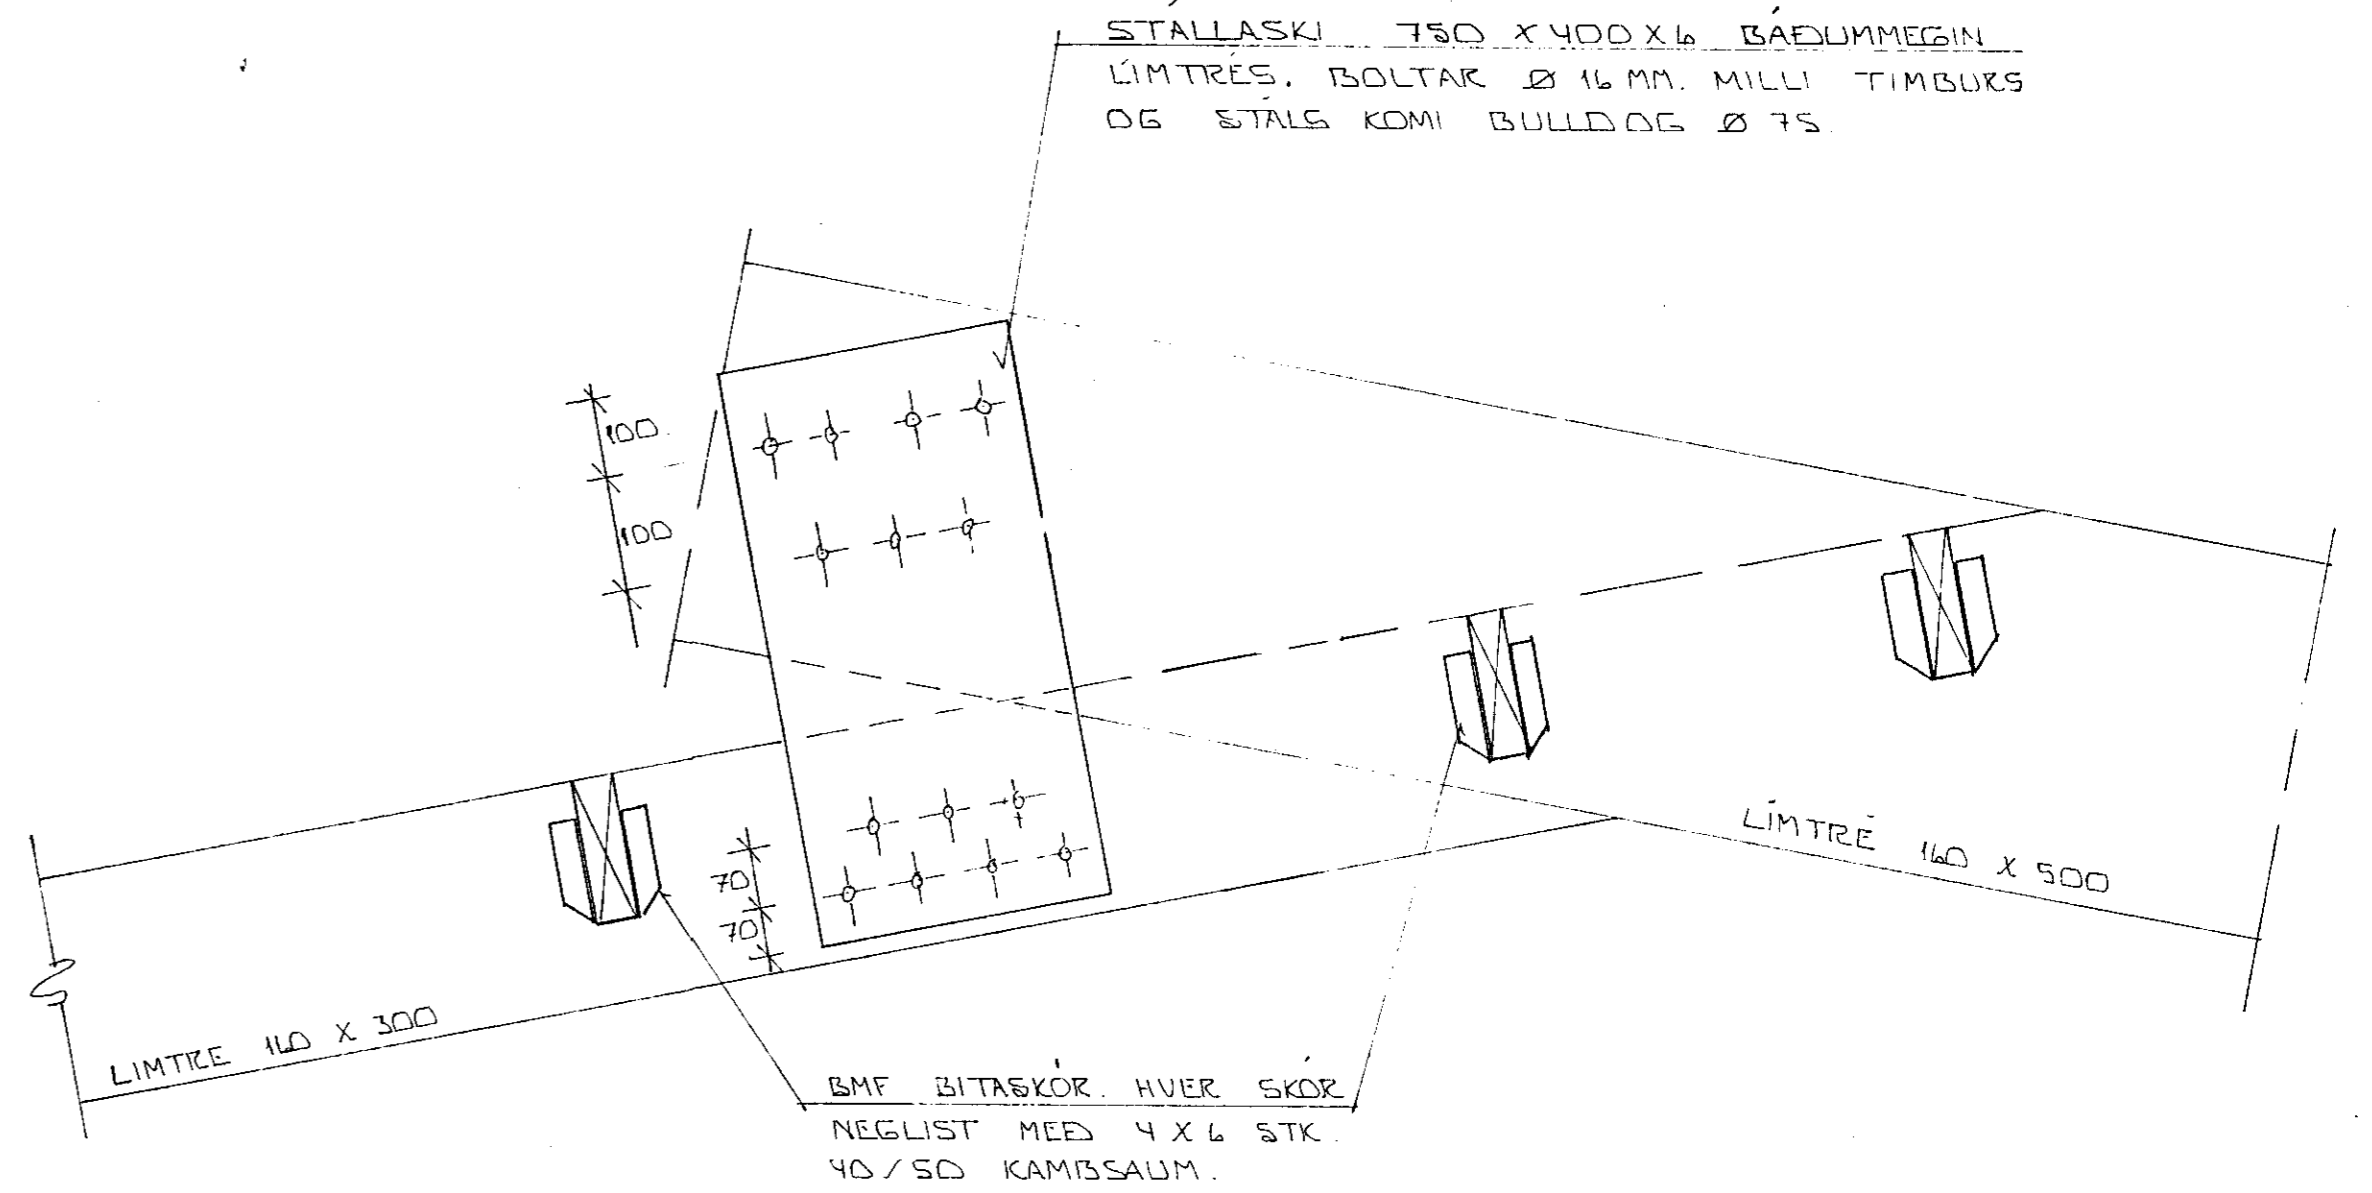 STÁLLASKI 750 X 400 X 6 BÁÐUMMEGIN
LÍMTRÉS. BOLTAR Ø 16 MM. MILLI TIMBURS
OG STÁLS KOMI BULLDOG Ø 75.
100
100
70
70
LÍMTRÉ 160 X 500
LIMTRE 160 X 300
BMF BITASKÓR. HVER SKÓR
NEGLIST MEÐ 4 X 6 STK.
40/50 KAMBSAUM.